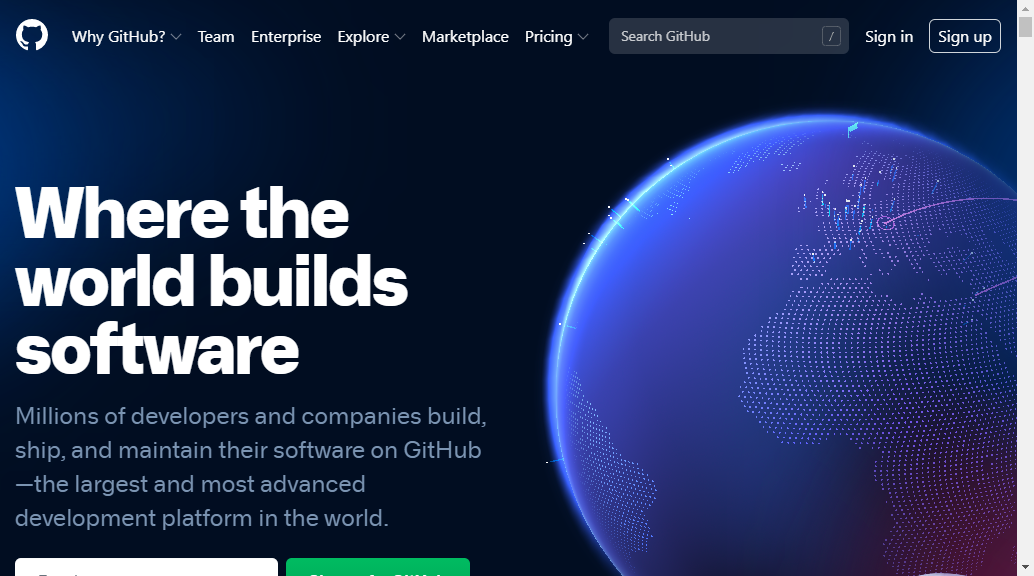 Why GitHub? Team Enterprise Explore Marketplace Pricing Search GitHub / Sign in Sign up
Where the
world builds
software
Millions of developers and companies build,
ship, and maintain their software on GitHub
—the largest and most advanced
development platform in the world.